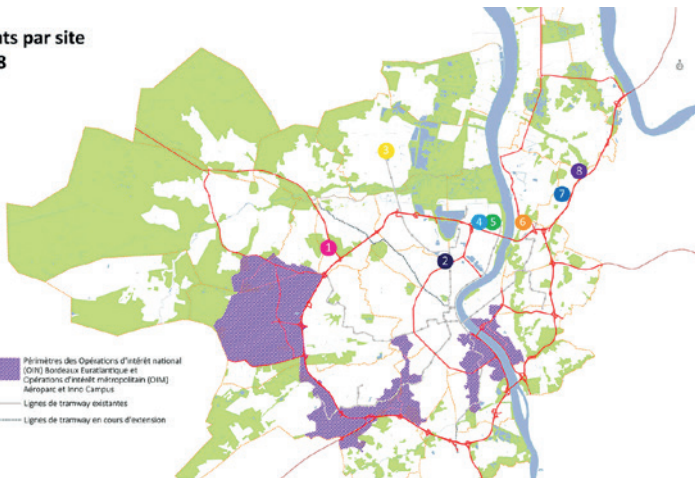 ts par site
8
3
8
7
4
5
6
1
2
Périmètres des Opérations d'intérêt national
(OIN) Bordeaux Euratlantique et
Opérations d'intérêt métropolitain (OIM)
Aéroparc et Inno Campus
Lignes de tramway existantes
Lignes de tramway en cours d'extension